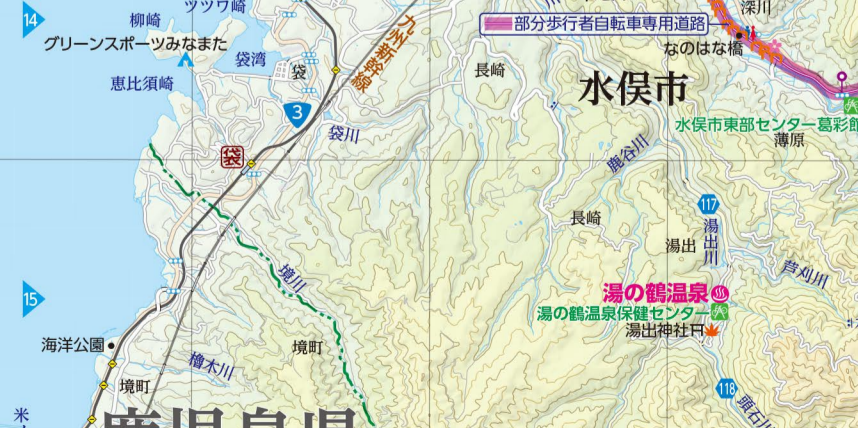 ツツワ崎
14
柳崎
グリーンスポーツみなまた
袋湾
袋
恵比須崎
九州新幹線
3
袋川
袋
長崎
部分歩行者自転車専用道路
深川
なのはな橋
水俣市
水俣市東部センター葛彩館
薄原
鹿谷川
長崎
117
湯出川
湯出
芦刈川
15
境川
湯の鶴温泉
湯の鶴温泉保健センター
湯出神社
海洋公園
境町
櫓木川
境町
118
頭石川
米
鹿児島県